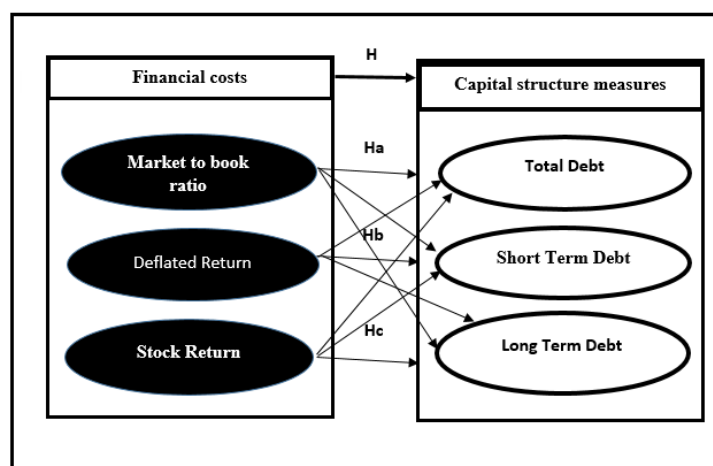 H
Financial costs
Capital structure measures
Market to book
ratio
Ha
Total Debt
Deflated Return
Hb
Short Term Debt
Stock Return
Hc
Long Term Debt